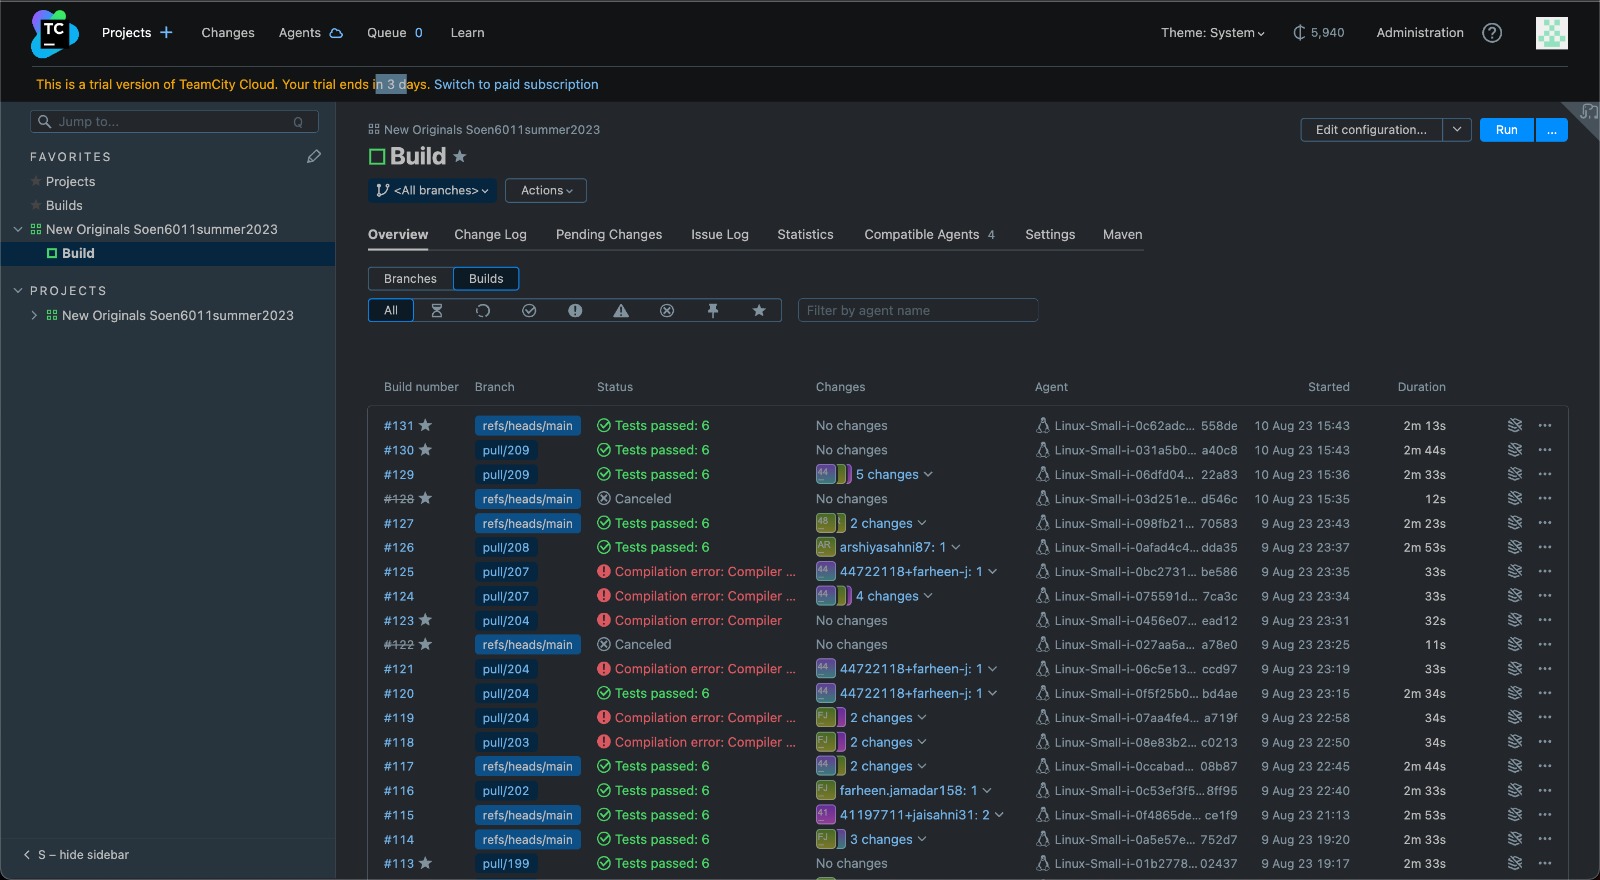 TC
Projects + Changes Agents Queue 0 Learn Theme: System 5,940 Administration ?
This is a trial version of TeamCity Cloud. Your trial ends in 3 days. Switch to paid subscription
Jump to... Q
FAVORITES
Projects
Builds
New Originals Soen6011summer2023
Build
PROJECTS
New Originals Soen6011summer2023
S – hide sidebar
New Originals Soen6011summer2023
Edit configuration... Run ...
Build
<All branches> Actions
Overview Change Log Pending Changes Issue Log Statistics Compatible Agents 4 Settings Maven
Branches Builds
All Filter by agent name
Build number Branch Status Changes Agent Started Duration
#131 refs/heads/main Tests passed: 6 No changes Linux-Small-i-0c62adc... 558de 10 Aug 23 15:43 2m 13s
#130 pull/209 Tests passed: 6 No changes Linux-Small-i-031a5b0... a40c8 10 Aug 23 15:43 2m 44s
#129 pull/209 Tests passed: 6 44 5 changes Linux-Small-i-06dfd04... 22a83 10 Aug 23 15:36 2m 33s
#128 refs/heads/main Canceled No changes Linux-Small-i-03d251e... d546c 10 Aug 23 15:35 12s
#127 refs/heads/main Tests passed: 6 48 2 changes Linux-Small-i-098fb21... 70583 9 Aug 23 23:43 2m 23s
#126 pull/208 Tests passed: 6 AR arshiyasahni87: 1 Linux-Small-i-0afad4c4... dda35 9 Aug 23 23:37 2m 53s
#125 pull/207 Compilation error: Compiler ... 44 44722118+farheen-j: 1 Linux-Small-i-0bc2731... be586 9 Aug 23 23:35 33s
#124 pull/207 Compilation error: Compiler ... 44 4 changes Linux-Small-i-075591d... 7ca3c 9 Aug 23 23:34 33s
#123 pull/204 Compilation error: Compiler No changes Linux-Small-i-0456e07... ead12 9 Aug 23 23:31 32s
#122 refs/heads/main Canceled No changes Linux-Small-i-027aa5a... a78e0 9 Aug 23 23:25 11s
#121 pull/204 Compilation error: Compiler ... 44 44722118+farheen-j: 1 Linux-Small-i-06c5e13... ccd97 9 Aug 23 23:19 33s
#120 pull/204 Tests passed: 6 44 44722118+farheen-j: 1 Linux-Small-i-0f5f25b0... bd4ae 9 Aug 23 23:15 2m 34s
#119 pull/204 Compilation error: Compiler ... FJ 2 changes Linux-Small-i-07aa4fe4... a719f 9 Aug 23 22:58 34s
#118 pull/203 Compilation error: Compiler ... FJ 2 changes Linux-Small-i-08e83b2... c0213 9 Aug 23 22:50 34s
#117 refs/heads/main Tests passed: 6 44 2 changes Linux-Small-i-0ccabad... 08b87 9 Aug 23 22:45 2m 44s
#116 pull/202 Tests passed: 6 FJ farheen.jamadar158: 1 Linux-Small-i-0c53ef3f5... 8ff95 9 Aug 23 22:40 2m 33s
#115 refs/heads/main Tests passed: 6 41 41197711+jaisahni31: 2 Linux-Small-i-0f4865de... ce1f9 9 Aug 23 21:13 2m 53s
#114 refs/heads/main Tests passed: 6 FJ 3 changes Linux-Small-i-0a5e57e... 752d7 9 Aug 23 19:20 2m 33s
#113 pull/199 Tests passed: 6 No changes Linux-Small-i-01b2778... 02437 9 Aug 23 19:17 2m 33s